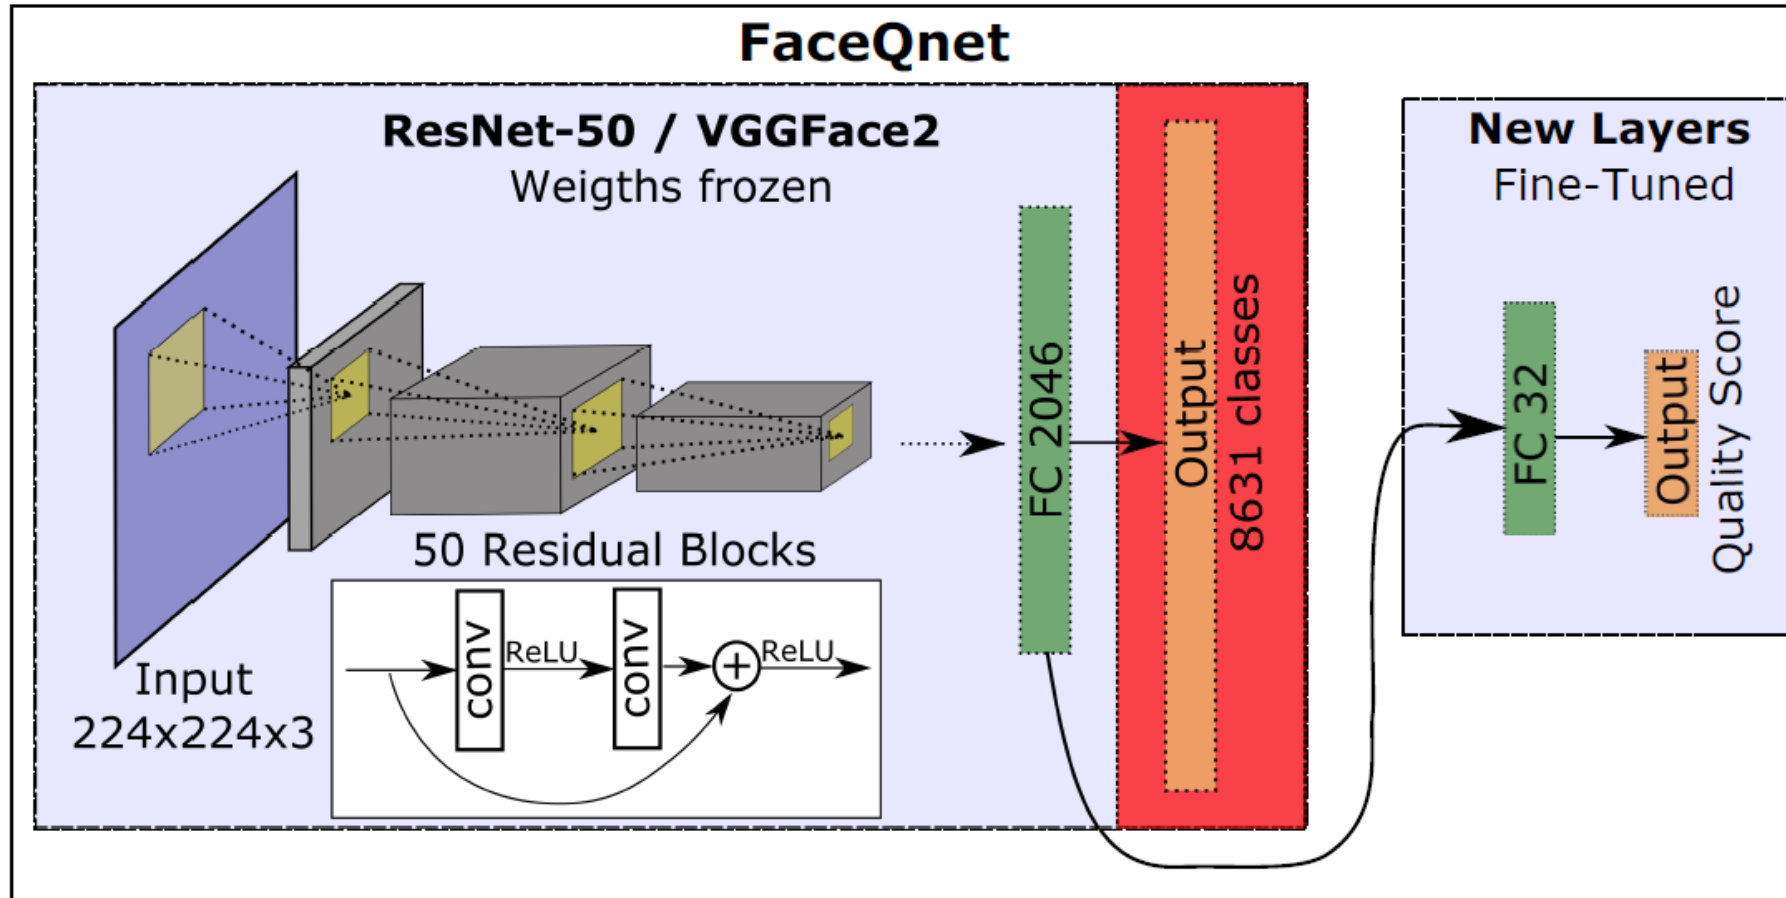 FaceQnet
ResNet-50 / VGGFace2
Weigths frozen
Input
224x224x3
50 Residual Blocks
conv
ReLU
conv
+
ReLU
FC 2046
Output
8631 classes
New Layers
Fine-Tuned
FC 32
Output
Quality Score